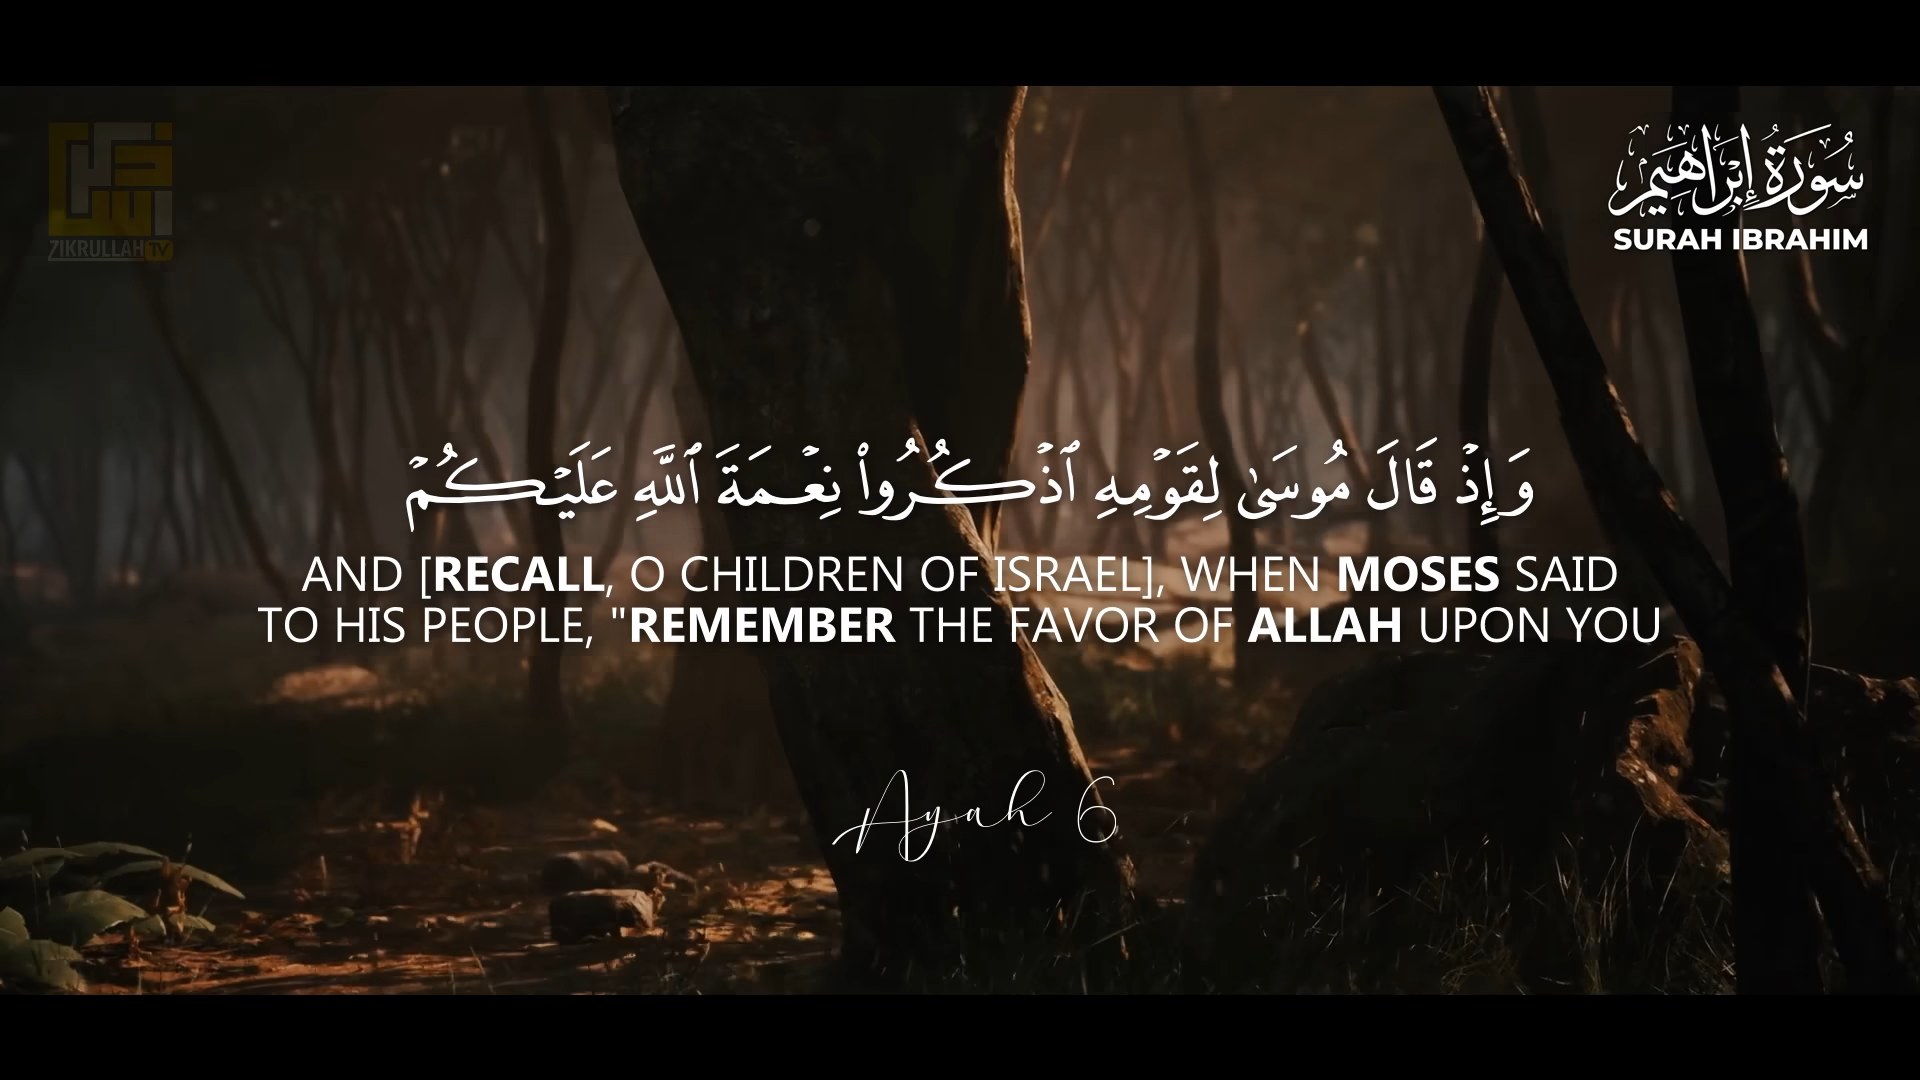 ZIKRULLAH TV
سُورَةُ إِبْرَاهِيم
SURAH IBRAHIM
وَإِذۡ قَالَ مُوسَىٰ لِقَوۡمِهِ ٱذۡكُرُواْ نِعۡمَةَ ٱللَّهِ عَلَيۡكُمۡ
AND [RECALL, O CHILDREN OF ISRAEL], WHEN MOSES SAID
TO HIS PEOPLE, "REMEMBER THE FAVOR OF ALLAH UPON YOU
Ayah 6